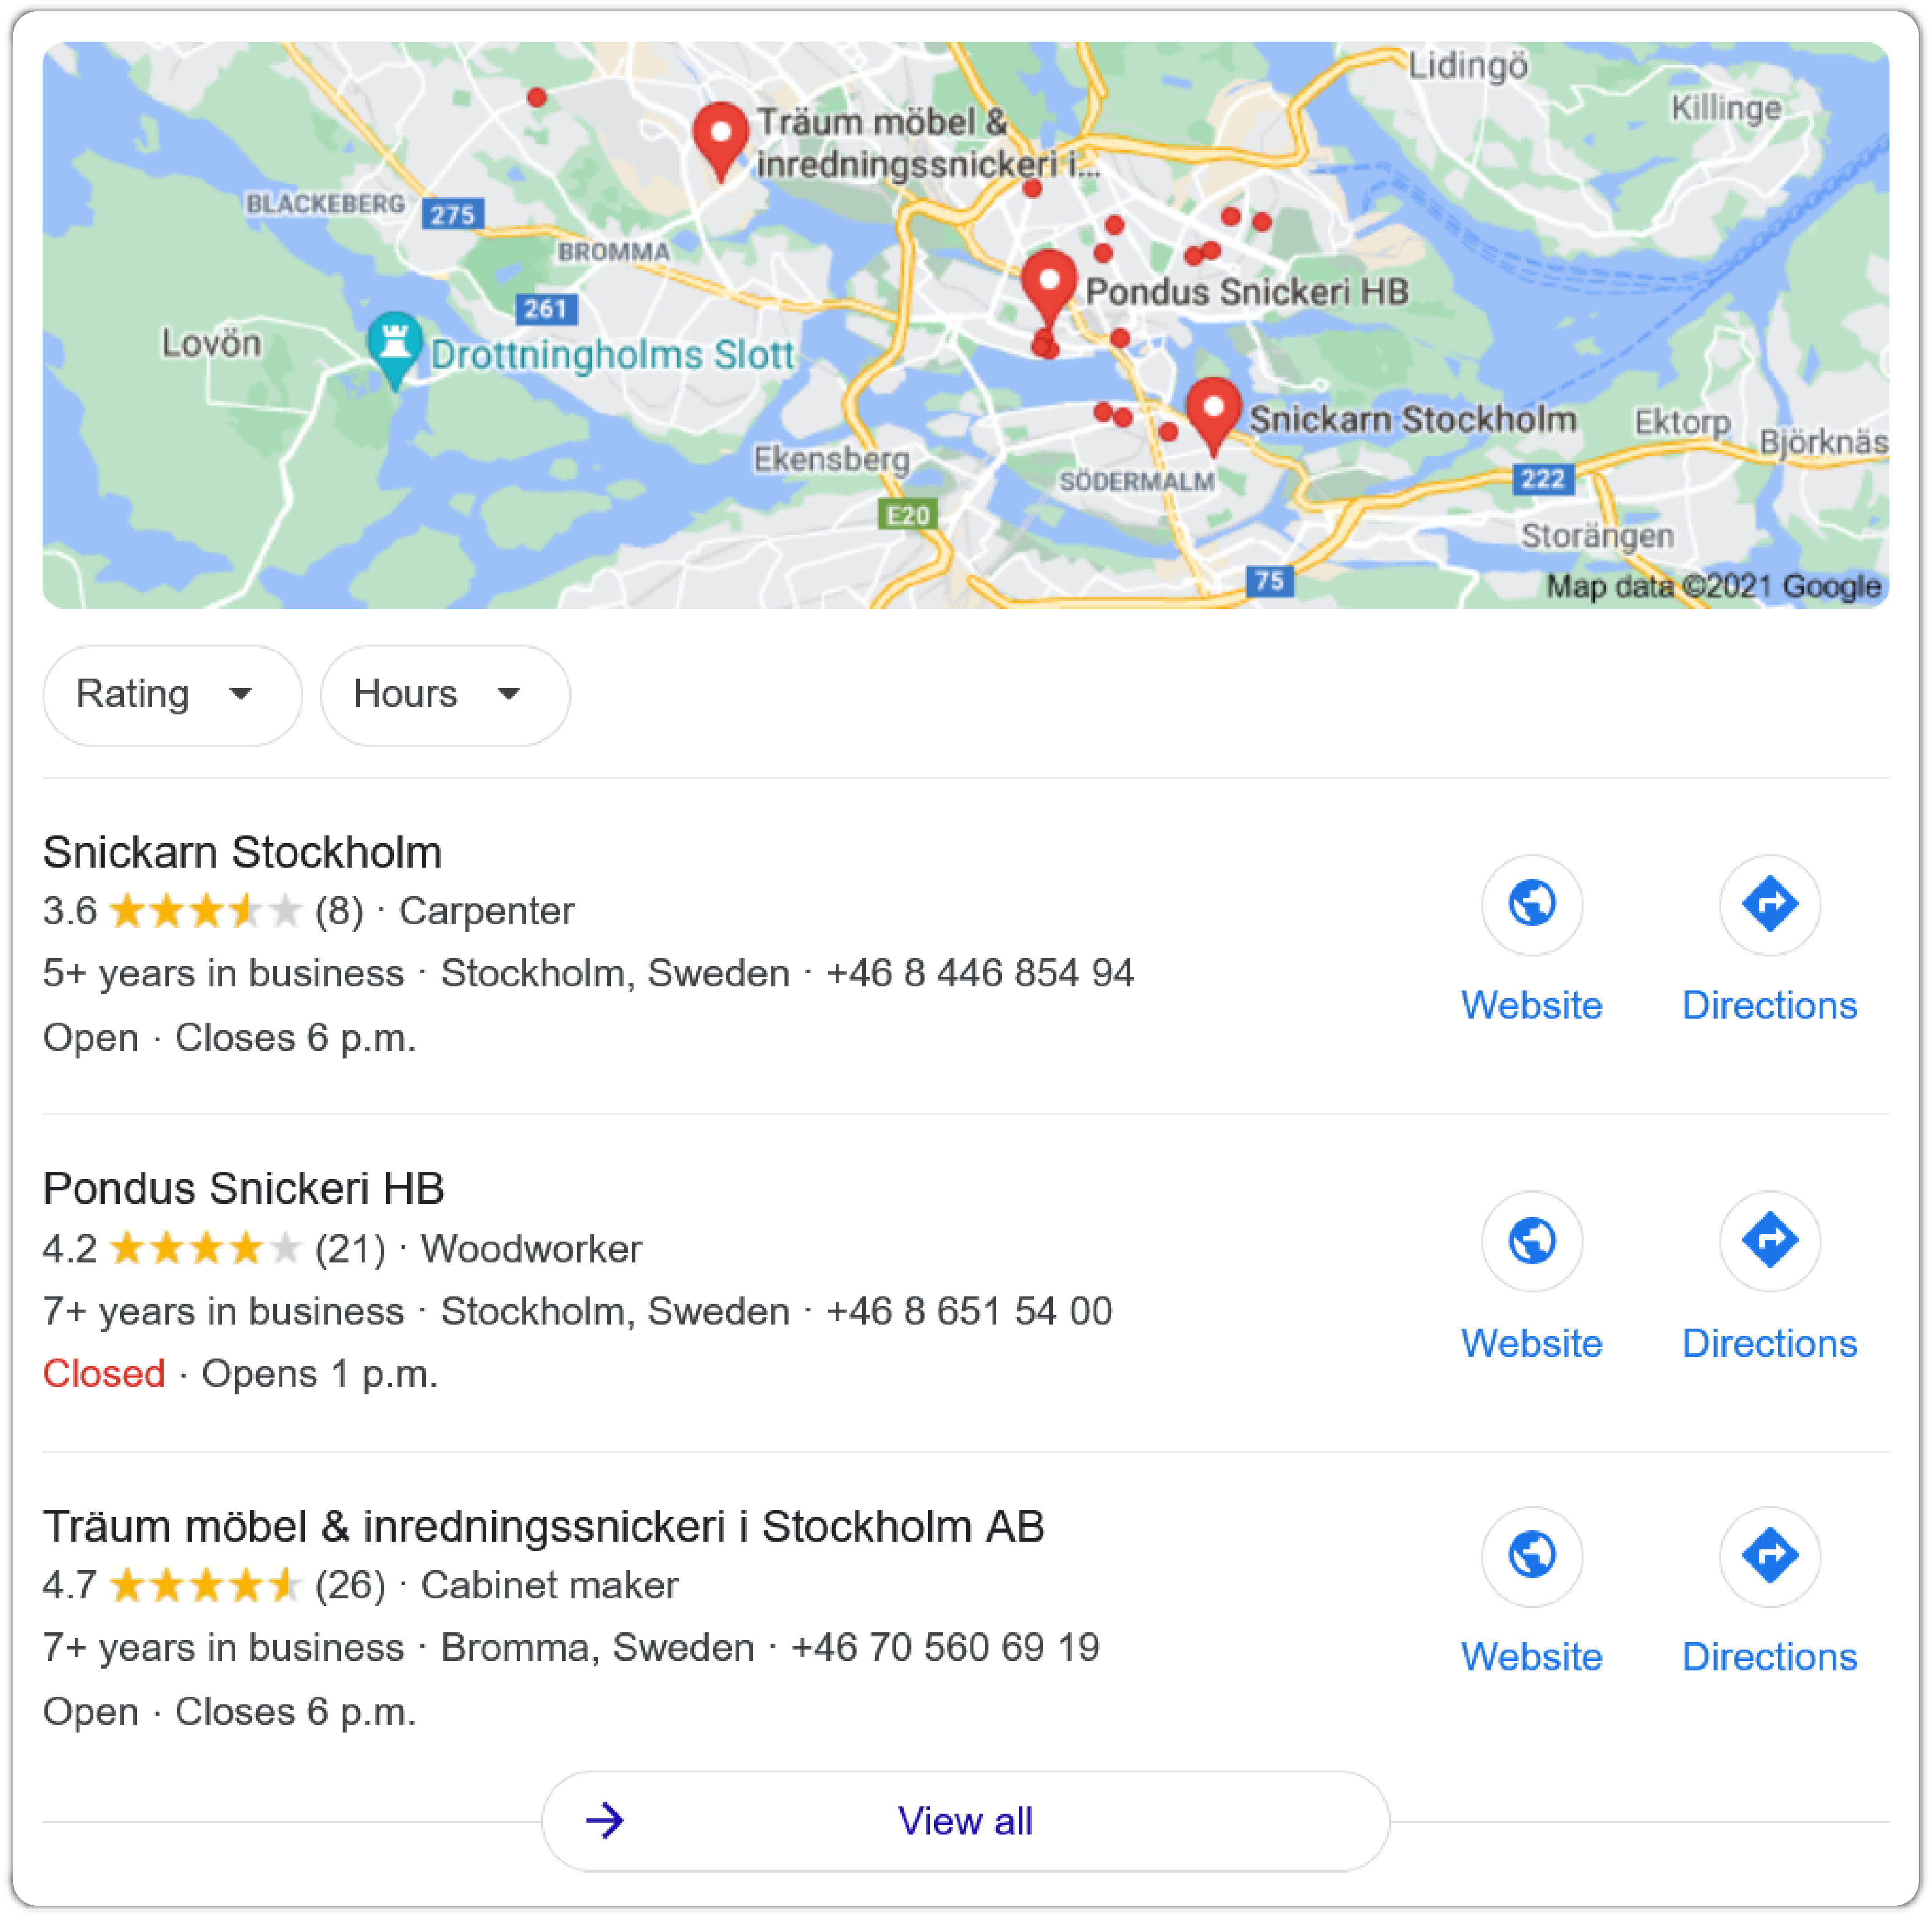 Lidingö
Killinge
Träum möbel &
inredningssnickeri i...
BLACKEBERG
275
BROMMA
261
Pondus Snickeri HB
Lovön
Drottningholms Slott
Snickarn Stockholm
Ektorp
Björknäs
Ekensberg
SÖDERMALM
222
E20
Storängen
75
Map data ©2021 Google
Rating
Hours
Snickarn Stockholm
3.6 (8) · Carpenter
5+ years in business · Stockholm, Sweden · +46 8 446 854 94
Open · Closes 6 p.m.
Website
Directions
Pondus Snickeri HB
4.2 (21) · Woodworker
7+ years in business · Stockholm, Sweden · +46 8 651 54 00
Closed · Opens 1 p.m.
Website
Directions
Träum möbel & inredningssnickeri i Stockholm AB
4.7 (26) · Cabinet maker
7+ years in business · Bromma, Sweden · +46 70 560 69 19
Open · Closes 6 p.m.
Website
Directions
View all